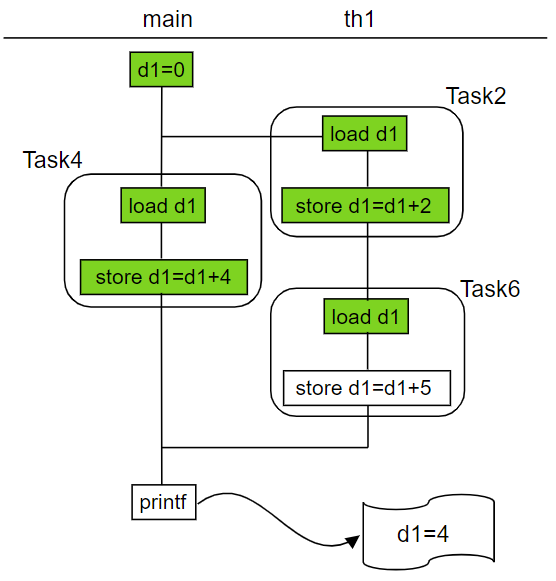 main
th1
d1=0
Task2
load d1
Task4
load d1
store d1=d1+2
store d1=d1+4
Task6
load d1
store d1=d1+5
printf
d1=4